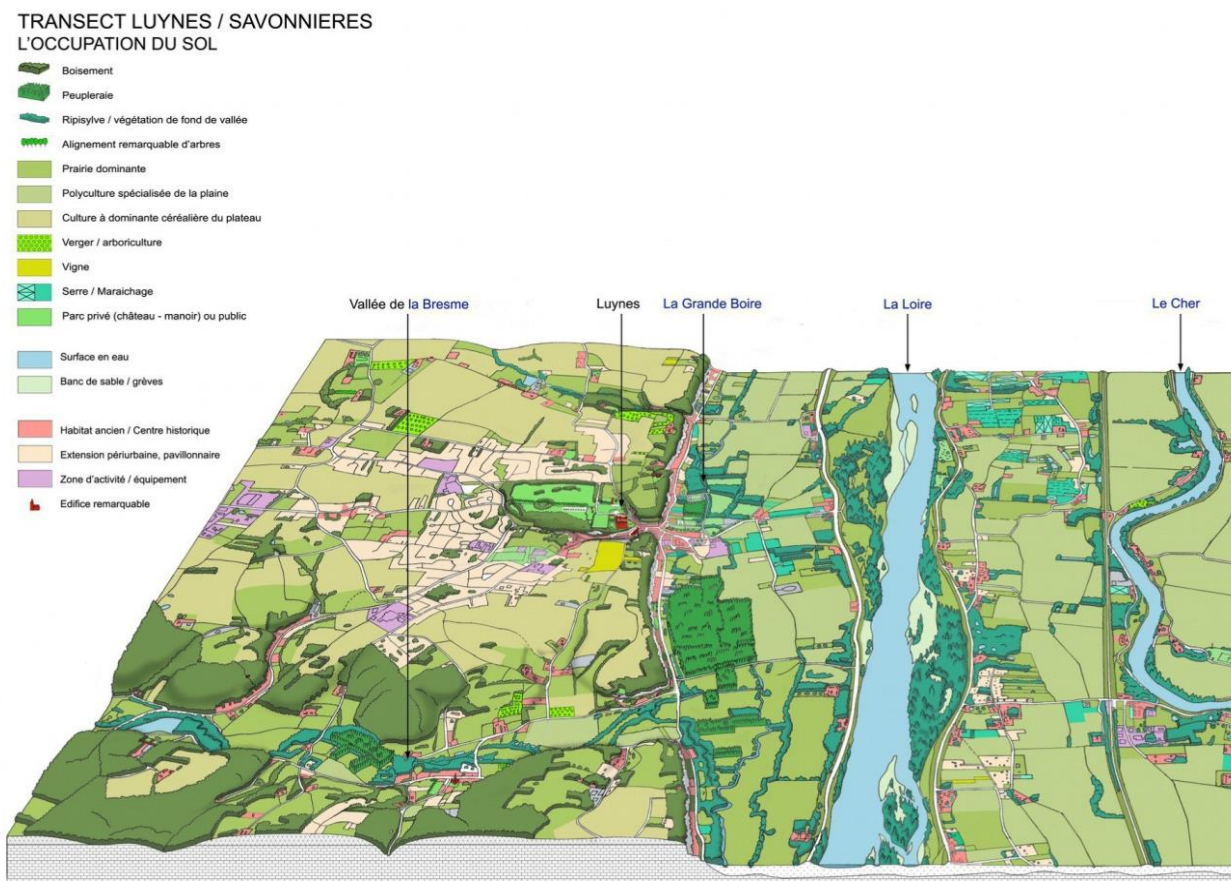 TRANSECT LUYNES / SAVONNIERES
L'OCCUPATION DU SOL
Boisement
Peupleraie
Ripisylve / végétation de fond de vallée
Alignement remarquable d'arbres
Prairie dominante
Polyculture spécialisée de la plaine
Culture à dominante céréalière du plateau
Verger / arboriculture
Vigne
Serre / Maraichage
Parc privé (château - manoir) ou public
Surface en eau
Banc de sable / grèves
Habitat ancien / Centre historique
Extension périurbaine, pavillonnaire
Zone d'activité / équipement
Edifice remarquable
Vallée de la Bresme
Luynes
La Grande Boire
La Loire
Le Cher